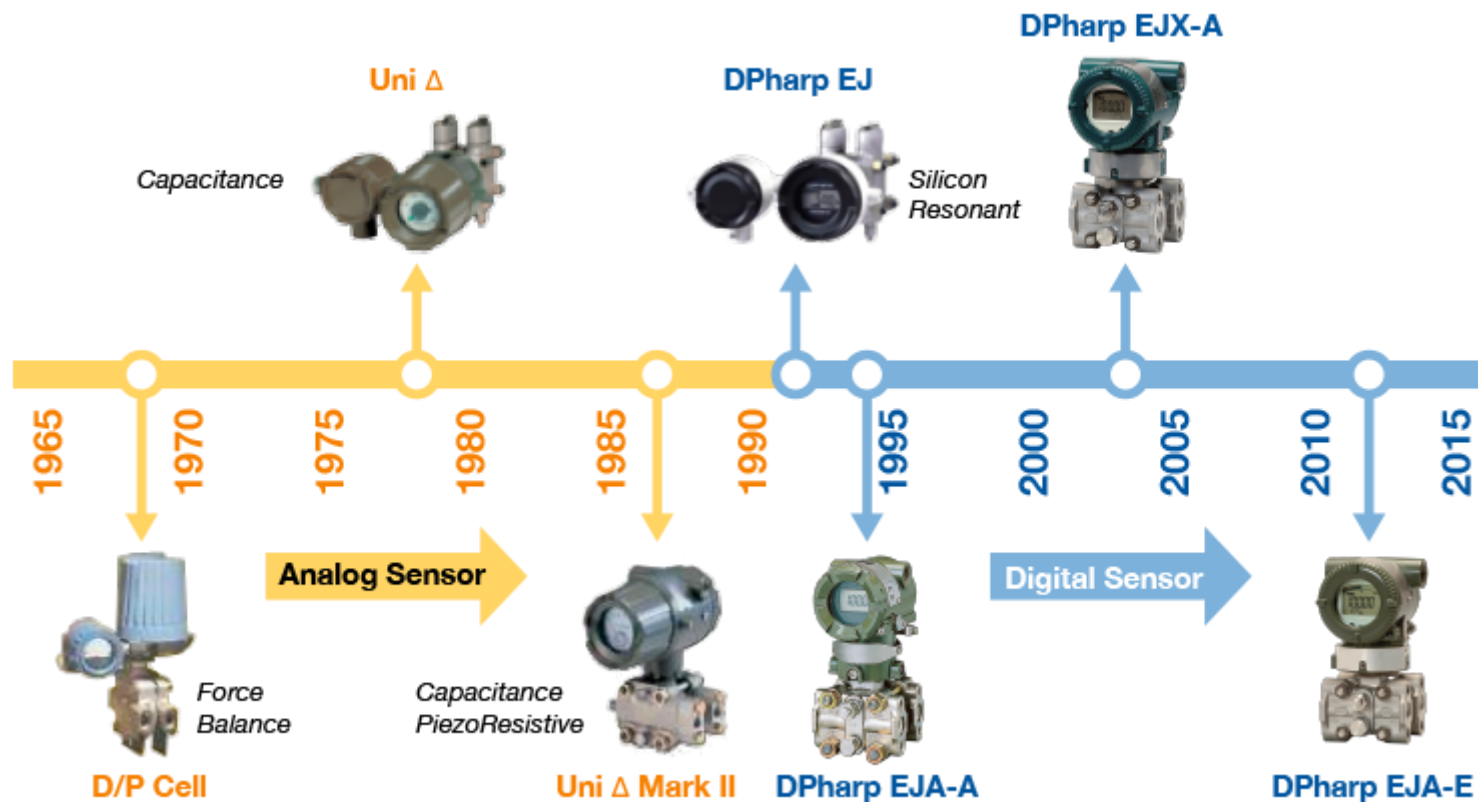 DPharp EJX-A
Uni Δ
DPharp EJ
Capacitance
Silicon
Resonant
1965
1970
1975
1980
1985
1990
1995
2000
2005
2010
2015
Analog Sensor
Digital Sensor
Force
Balance
Capacitance
PiezoResistive
D/P Cell
Uni Δ Mark II
DPharp EJA-A
DPharp EJA-E